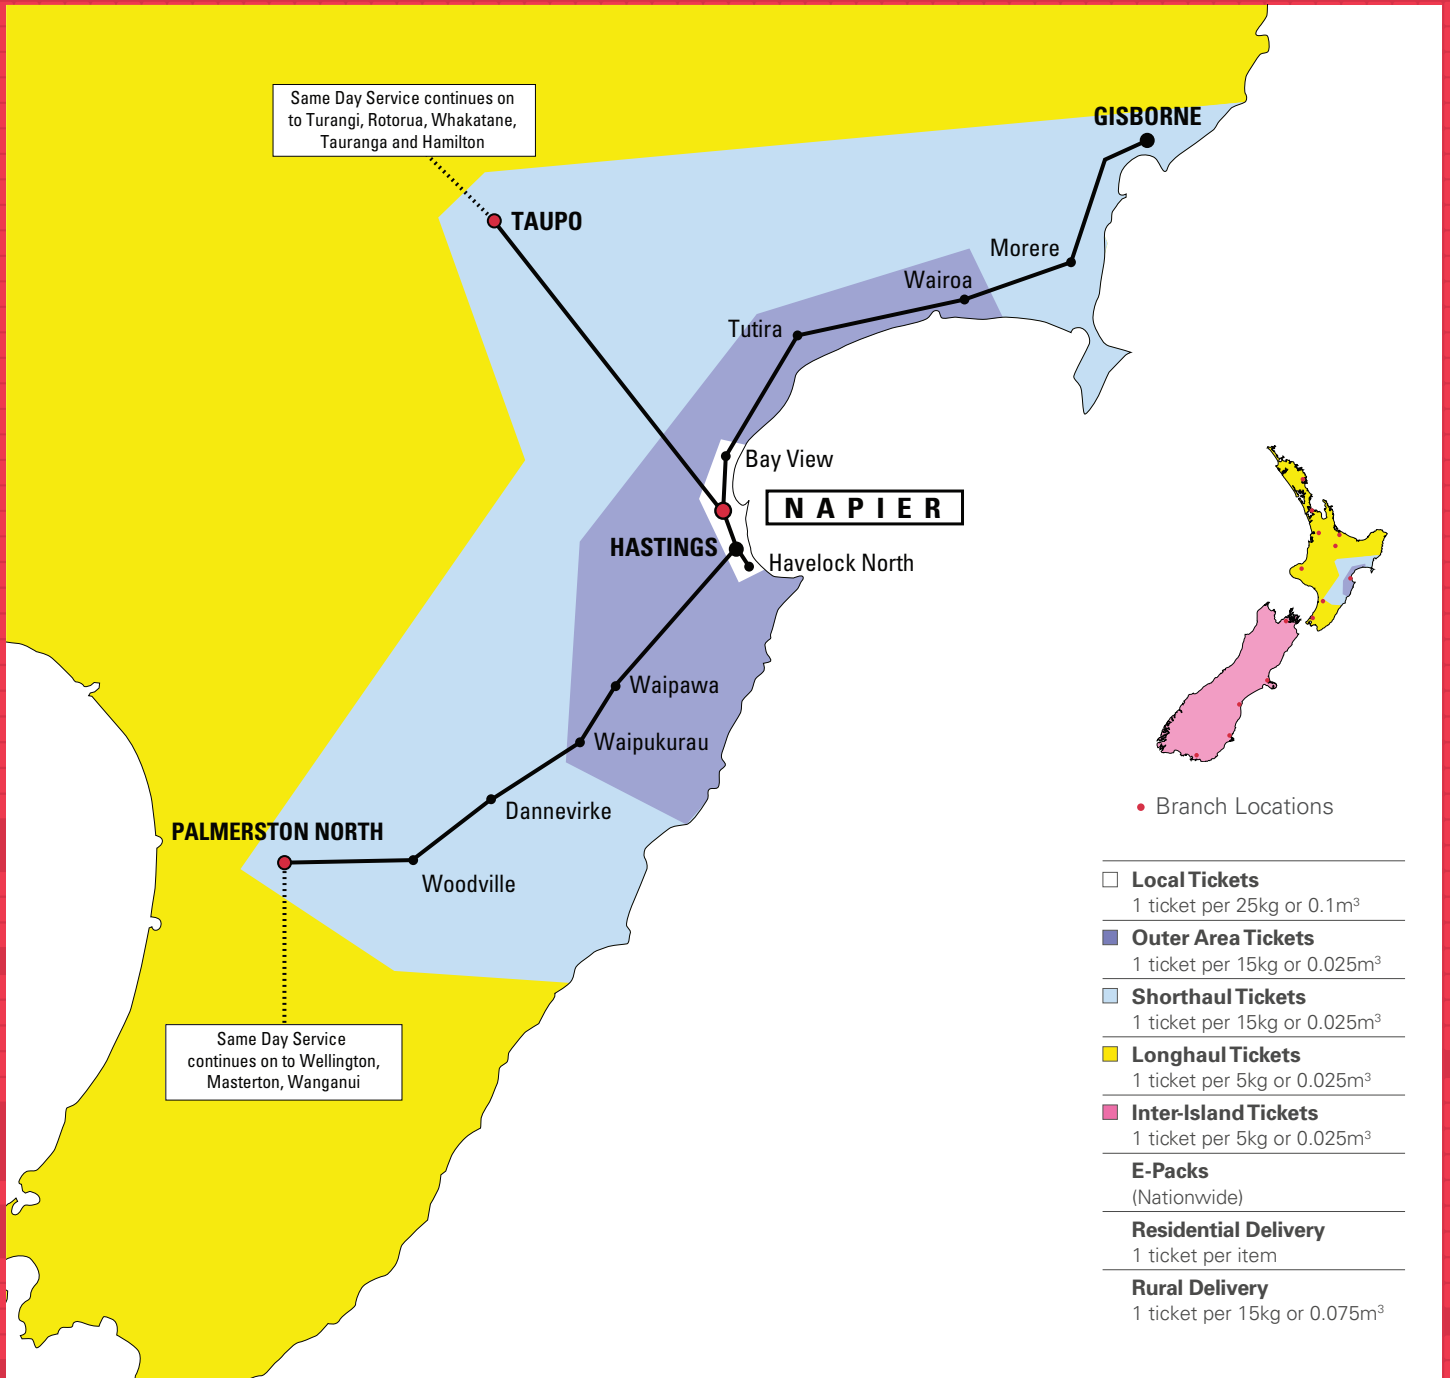 Same Day Service continues on
to Turangi, Rotorua, Whakatane,
Tauranga and Hamilton
GISBORNE
TAUPO
Morere
Wairoa
Tutira
Bay View
NAPIER
HASTINGS
Havelock North
Waipawa
Waipukurau
Dannevirke
PALMERSTON NORTH
Woodville
Same Day Service
continues on to Wellington,
Masterton, Wanganui
Branch Locations
Local Tickets
1 ticket per 25kg or 0.1m³
Outer Area Tickets
1 ticket per 15kg or 0.025m³
Shorthaul Tickets
1 ticket per 15kg or 0.025m³
Longhaul Tickets
1 ticket per 5kg or 0.025m³
Inter-Island Tickets
1 ticket per 5kg or 0.025m³
E-Packs
(Nationwide)
Residential Delivery
1 ticket per item
Rural Delivery
1 ticket per 15kg or 0.075m³